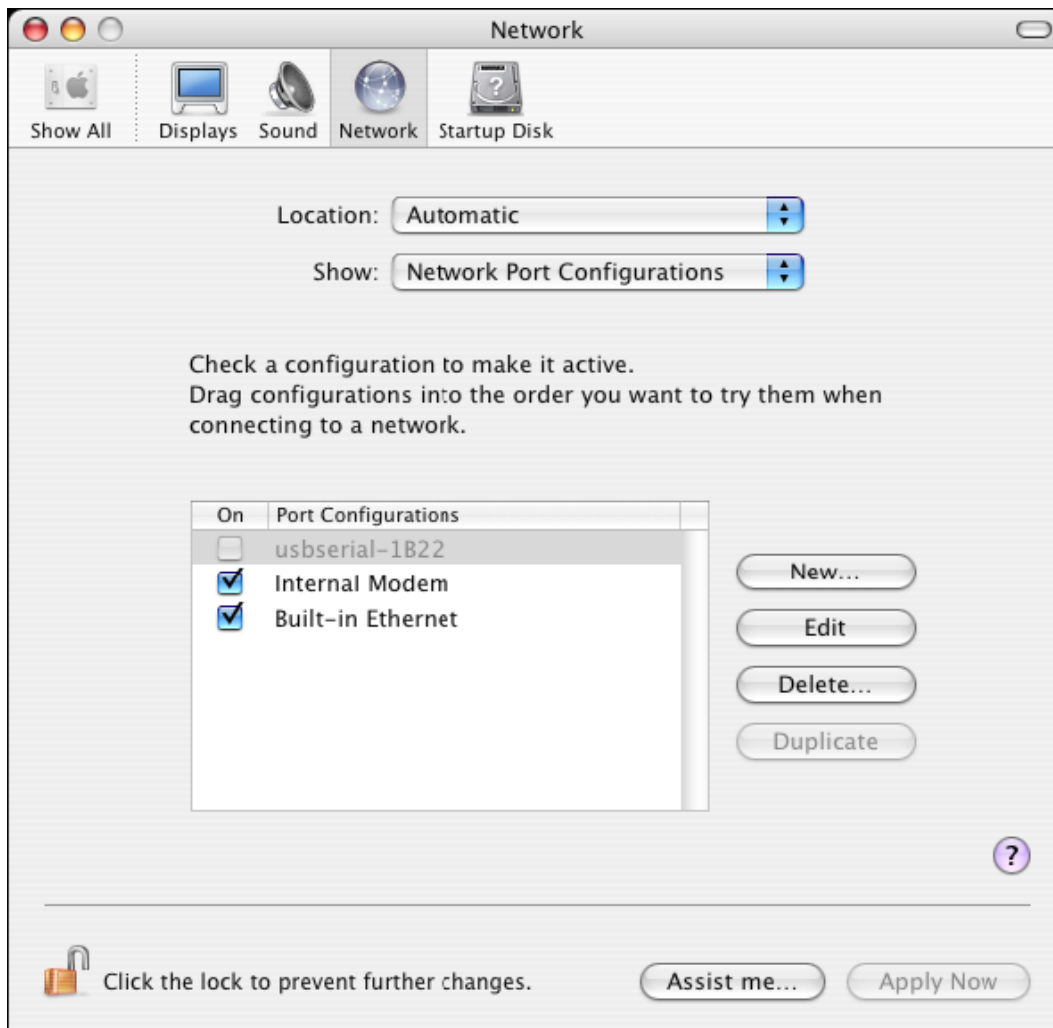 Network
Show All Displays Sound Network Startup Disk
Location: Automatic
Show: Network Port Configurations
Check a configuration to make it active.
Drag configurations into the order you want to try them when
connecting to a network.
On Port Configurations
usbserial-1B22
Internal Modem
Built-in Ethernet
New...
Edit
Delete...
Duplicate
?
Click the lock to prevent further changes.
Assist me...
Apply Now